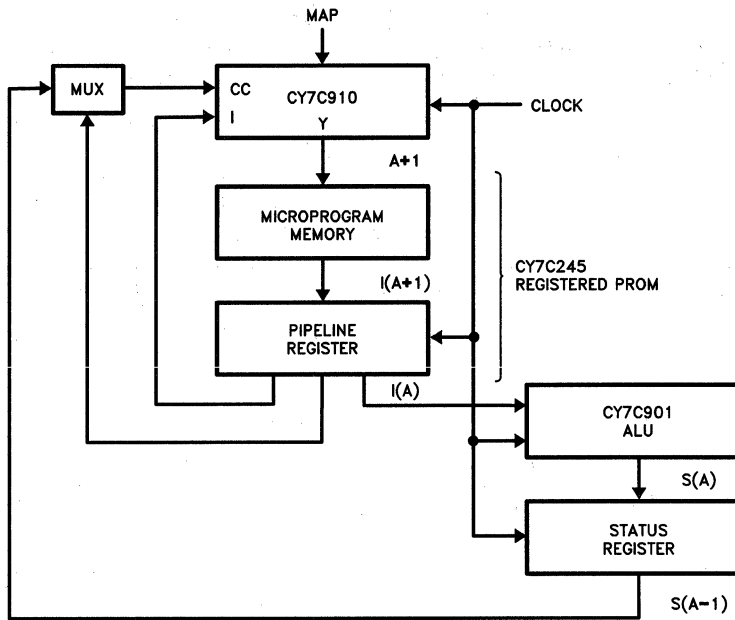 MAP
MUX
CC
CY7C910
I
Y
CLOCK
A+1
MICROPROGRAM
MEMORY
CY7C245
REGISTERED PROM
I(A+1)
PIPELINE
REGISTER
I(A)
CY7C901
ALU
S(A)
STATUS
REGISTER
S(A-1)